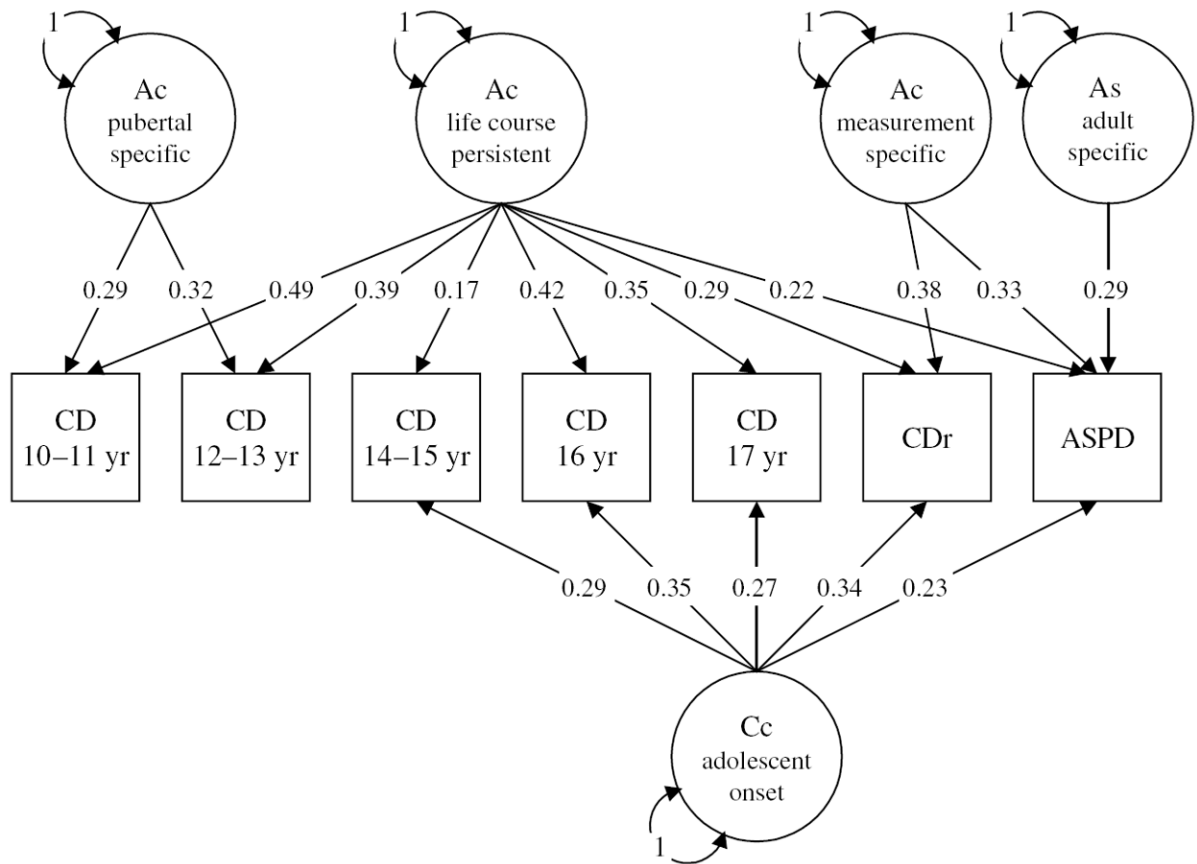 1
1
1
1
Ac
pubertal
specific
Ac
life course
persistent
Ac
measurement
specific
As
adult
specific
0.29
0.32
0.49
0.39
0.17
0.42
0.35
0.29
0.22
0.38
0.33
0.29
CD
10–11 yr
CD
12–13 yr
CD
14–15 yr
CD
16 yr
CD
17 yr
CDr
ASPD
0.29
0.35
0.27
0.34
0.23
Cc
adolescent
onset
1